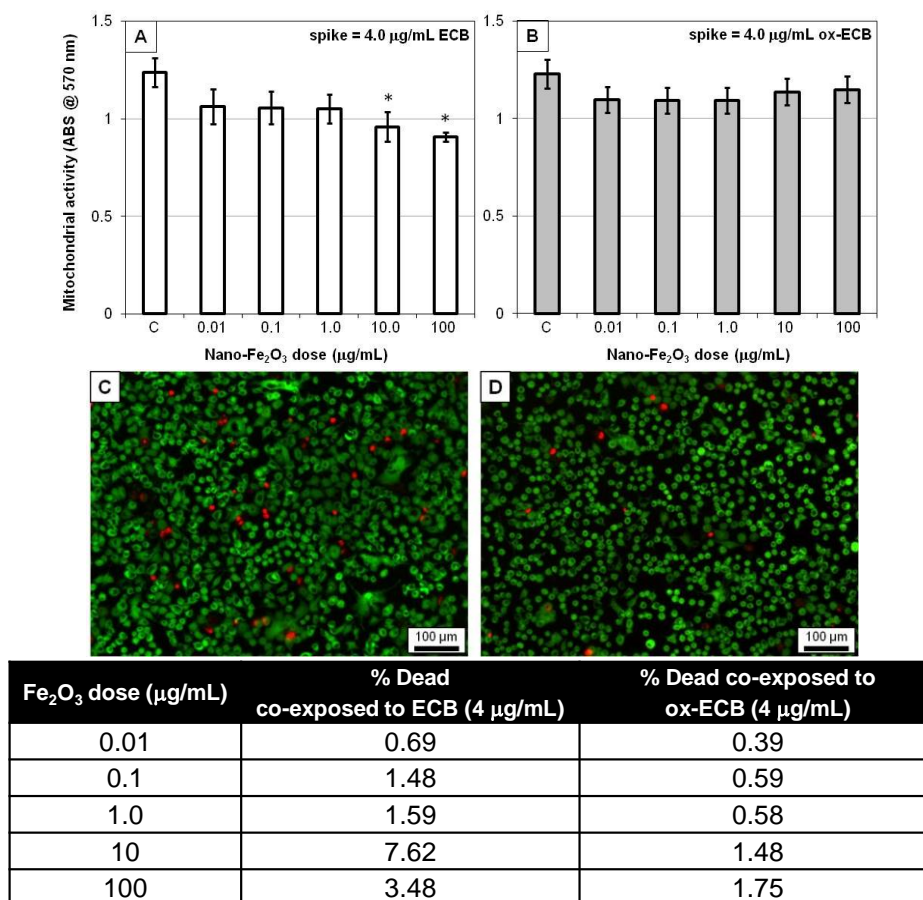 A
spike = 4.0 μg/mL ECB
B
spike = 4.0 μg/mL ox-ECB
Mitochondrial activity (ABS @ 570 nm)
1.5
1
0.5
0
*
*
C 0.01 0.1 1.0 10.0 100
Nano-Fe₂O₃ dose (μg/mL)
1.5
1
0.5
0
C 0.01 0.1 1.0 10 100
Nano-Fe₂O₃ dose (μg/mL)
C
100 μm
D
100 μm
Fe₂O₃ dose (μg/mL)
% Dead
co-exposed to ECB (4 μg/mL)
% Dead co-exposed to
ox-ECB (4 μg/mL)
0.01 0.69 0.39
0.1 1.48 0.59
1.0 1.59 0.58
10 7.62 1.48
100 3.48 1.75